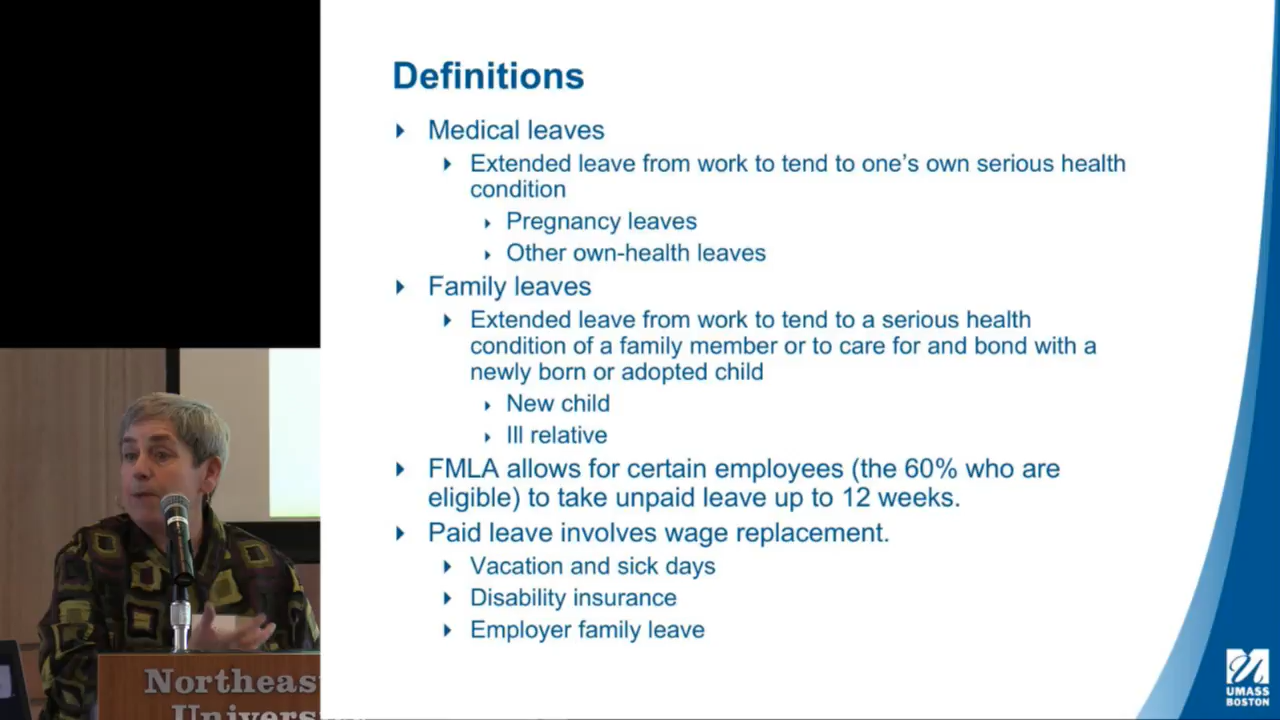 Definitions
Medical leaves
Extended leave from work to tend to one's own serious health
condition
Pregnancy leaves
Other own-health leaves
Family leaves
Extended leave from work to tend to a serious health
condition of a family member or to care for and bond with a
newly born or adopted child
New child
Ill relative
FMLA allows for certain employees (the 60% who are
eligible) to take unpaid leave up to 12 weeks.
Paid leave involves wage replacement.
Vacation and sick days
Disability insurance
Employer family leave
UMASS
BOSTON